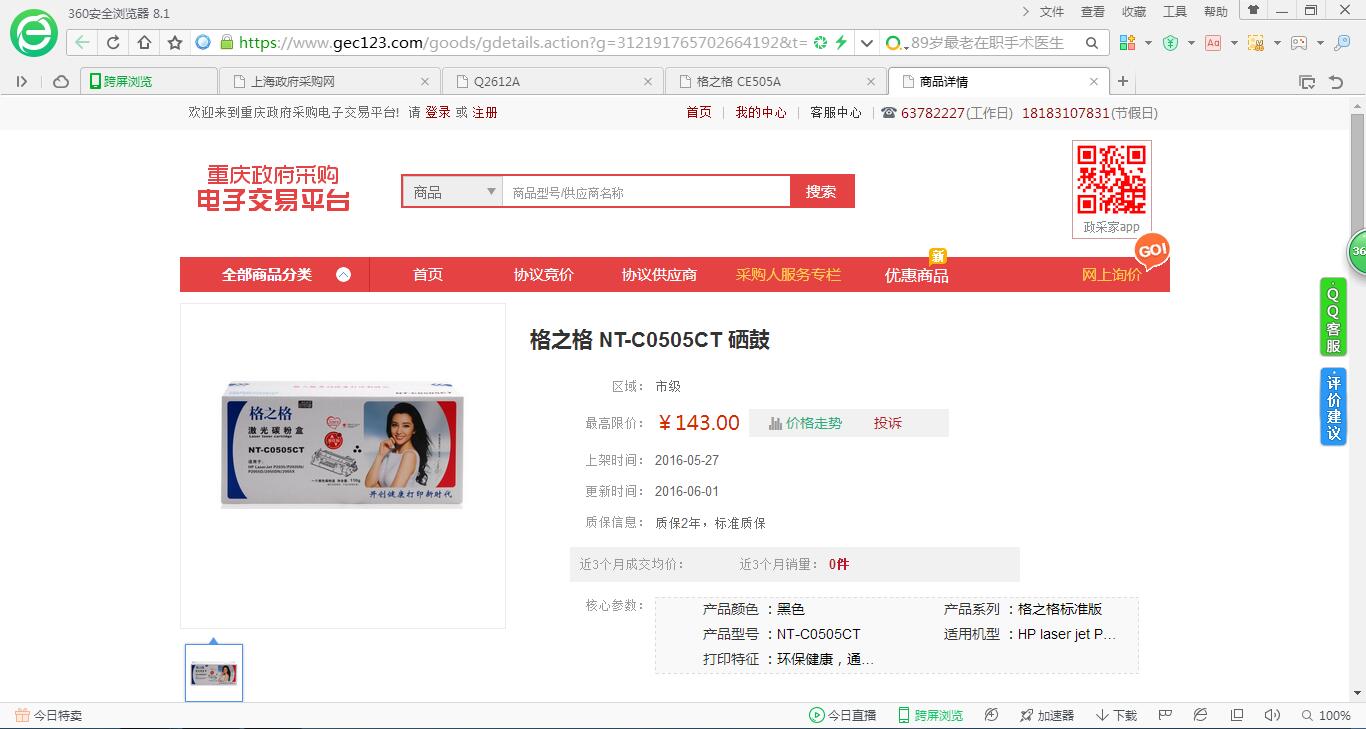 360安全浏览器 8.1
文件 查看 收藏 工具 帮助
https://www.gec123.com/goods/gdetails.action?g=312191765702664192&t=
89岁最老在职手术医生
跨屏浏览 上海政府采购网 Q2612A 格之格 CE505A 商品详情
欢迎来到重庆政府采购电子交易平台! 请 登录 或 注册
首页 我的中心 客服中心 63782227(工作日) 18183107831(节假日)
重庆政府采购
电子交易平台
商品 商品型号/供应商名称 搜索
政采家app
GO!
新
全部商品分类 首页 协议竞价 协议供应商 采购人服务专栏 优惠商品 网上询价
36
QQ客服
评价建议
格之格 NT-C0505CT 硒鼓
区域： 市级
最高限价： ￥143.00 价格走势 投诉
上架时间： 2016-05-27
更新时间： 2016-06-01
质保信息： 质保2年，标准质保
近3个月成交均价： 近3个月销量： 0件
核心参数：
产品颜色 ：黑色 产品系列 ：格之格标准版
产品型号 ：NT-C0505CT 适用机型 ：HP laser jet P...
打印特征 ：环保健康，通...
NT-C0505CT
格之格
激光碳粉盒
Laser toner cartridge
NT-C0505CT
适用于:
开创健康打印新时代
今日特卖 今日直播 跨屏浏览 加速器 下载 100%